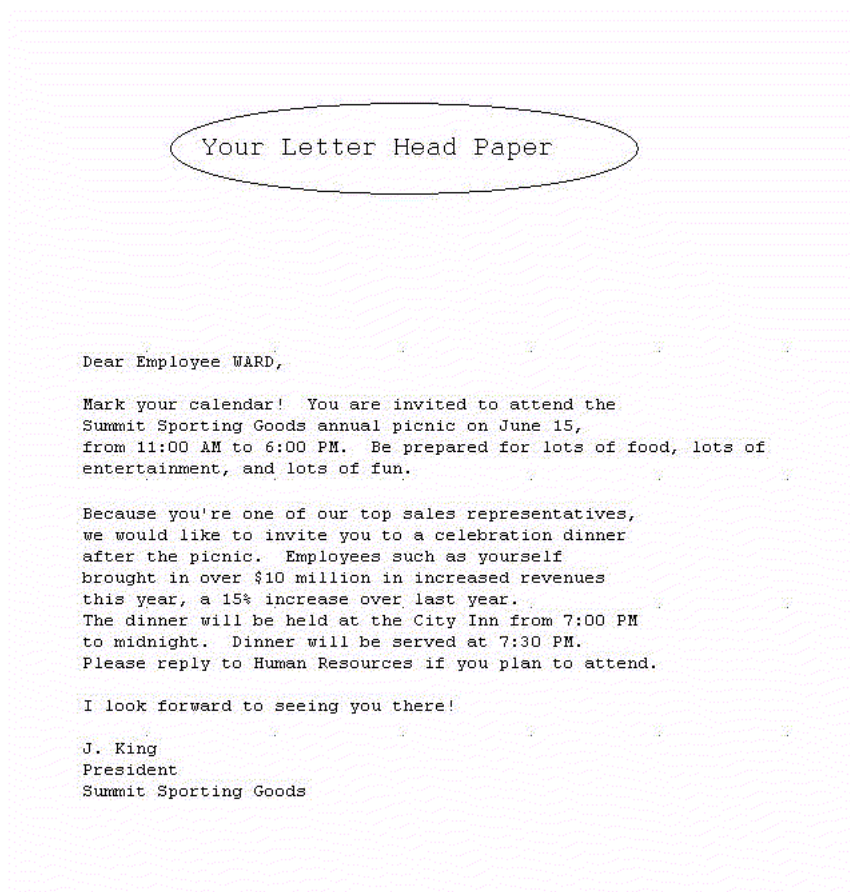 Your Letter Head Paper
Dear Employee WARD,
Mark your calendar!  You are invited to attend the
Summit Sporting Goods annual picnic on June 15,
from 11:00 AM to 6:00 PM.  Be prepared for lots of food, lots of
entertainment, and lots of fun.
Because you're one of our top sales representatives,
we would like to invite you to a celebration dinner
after the picnic.  Employees such as yourself
brought in over $10 million in increased revenues
this year, a 15% increase over last year.
The dinner will be held at the City Inn from 7:00 PM
to midnight.  Dinner will be served at 7:30 PM.
Please reply to Human Resources if you plan to attend.
I look forward to seeing you there!
J. King
President
Summit Sporting Goods